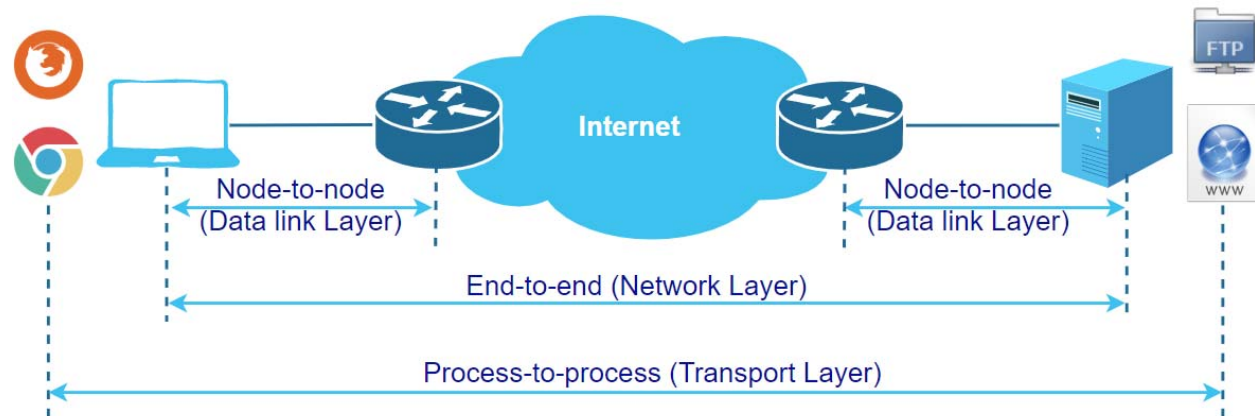 FTP
Internet
www
Node-to-node
(Data link Layer)
Node-to-node
(Data link Layer)
End-to-end (Network Layer)
Process-to-process (Transport Layer)